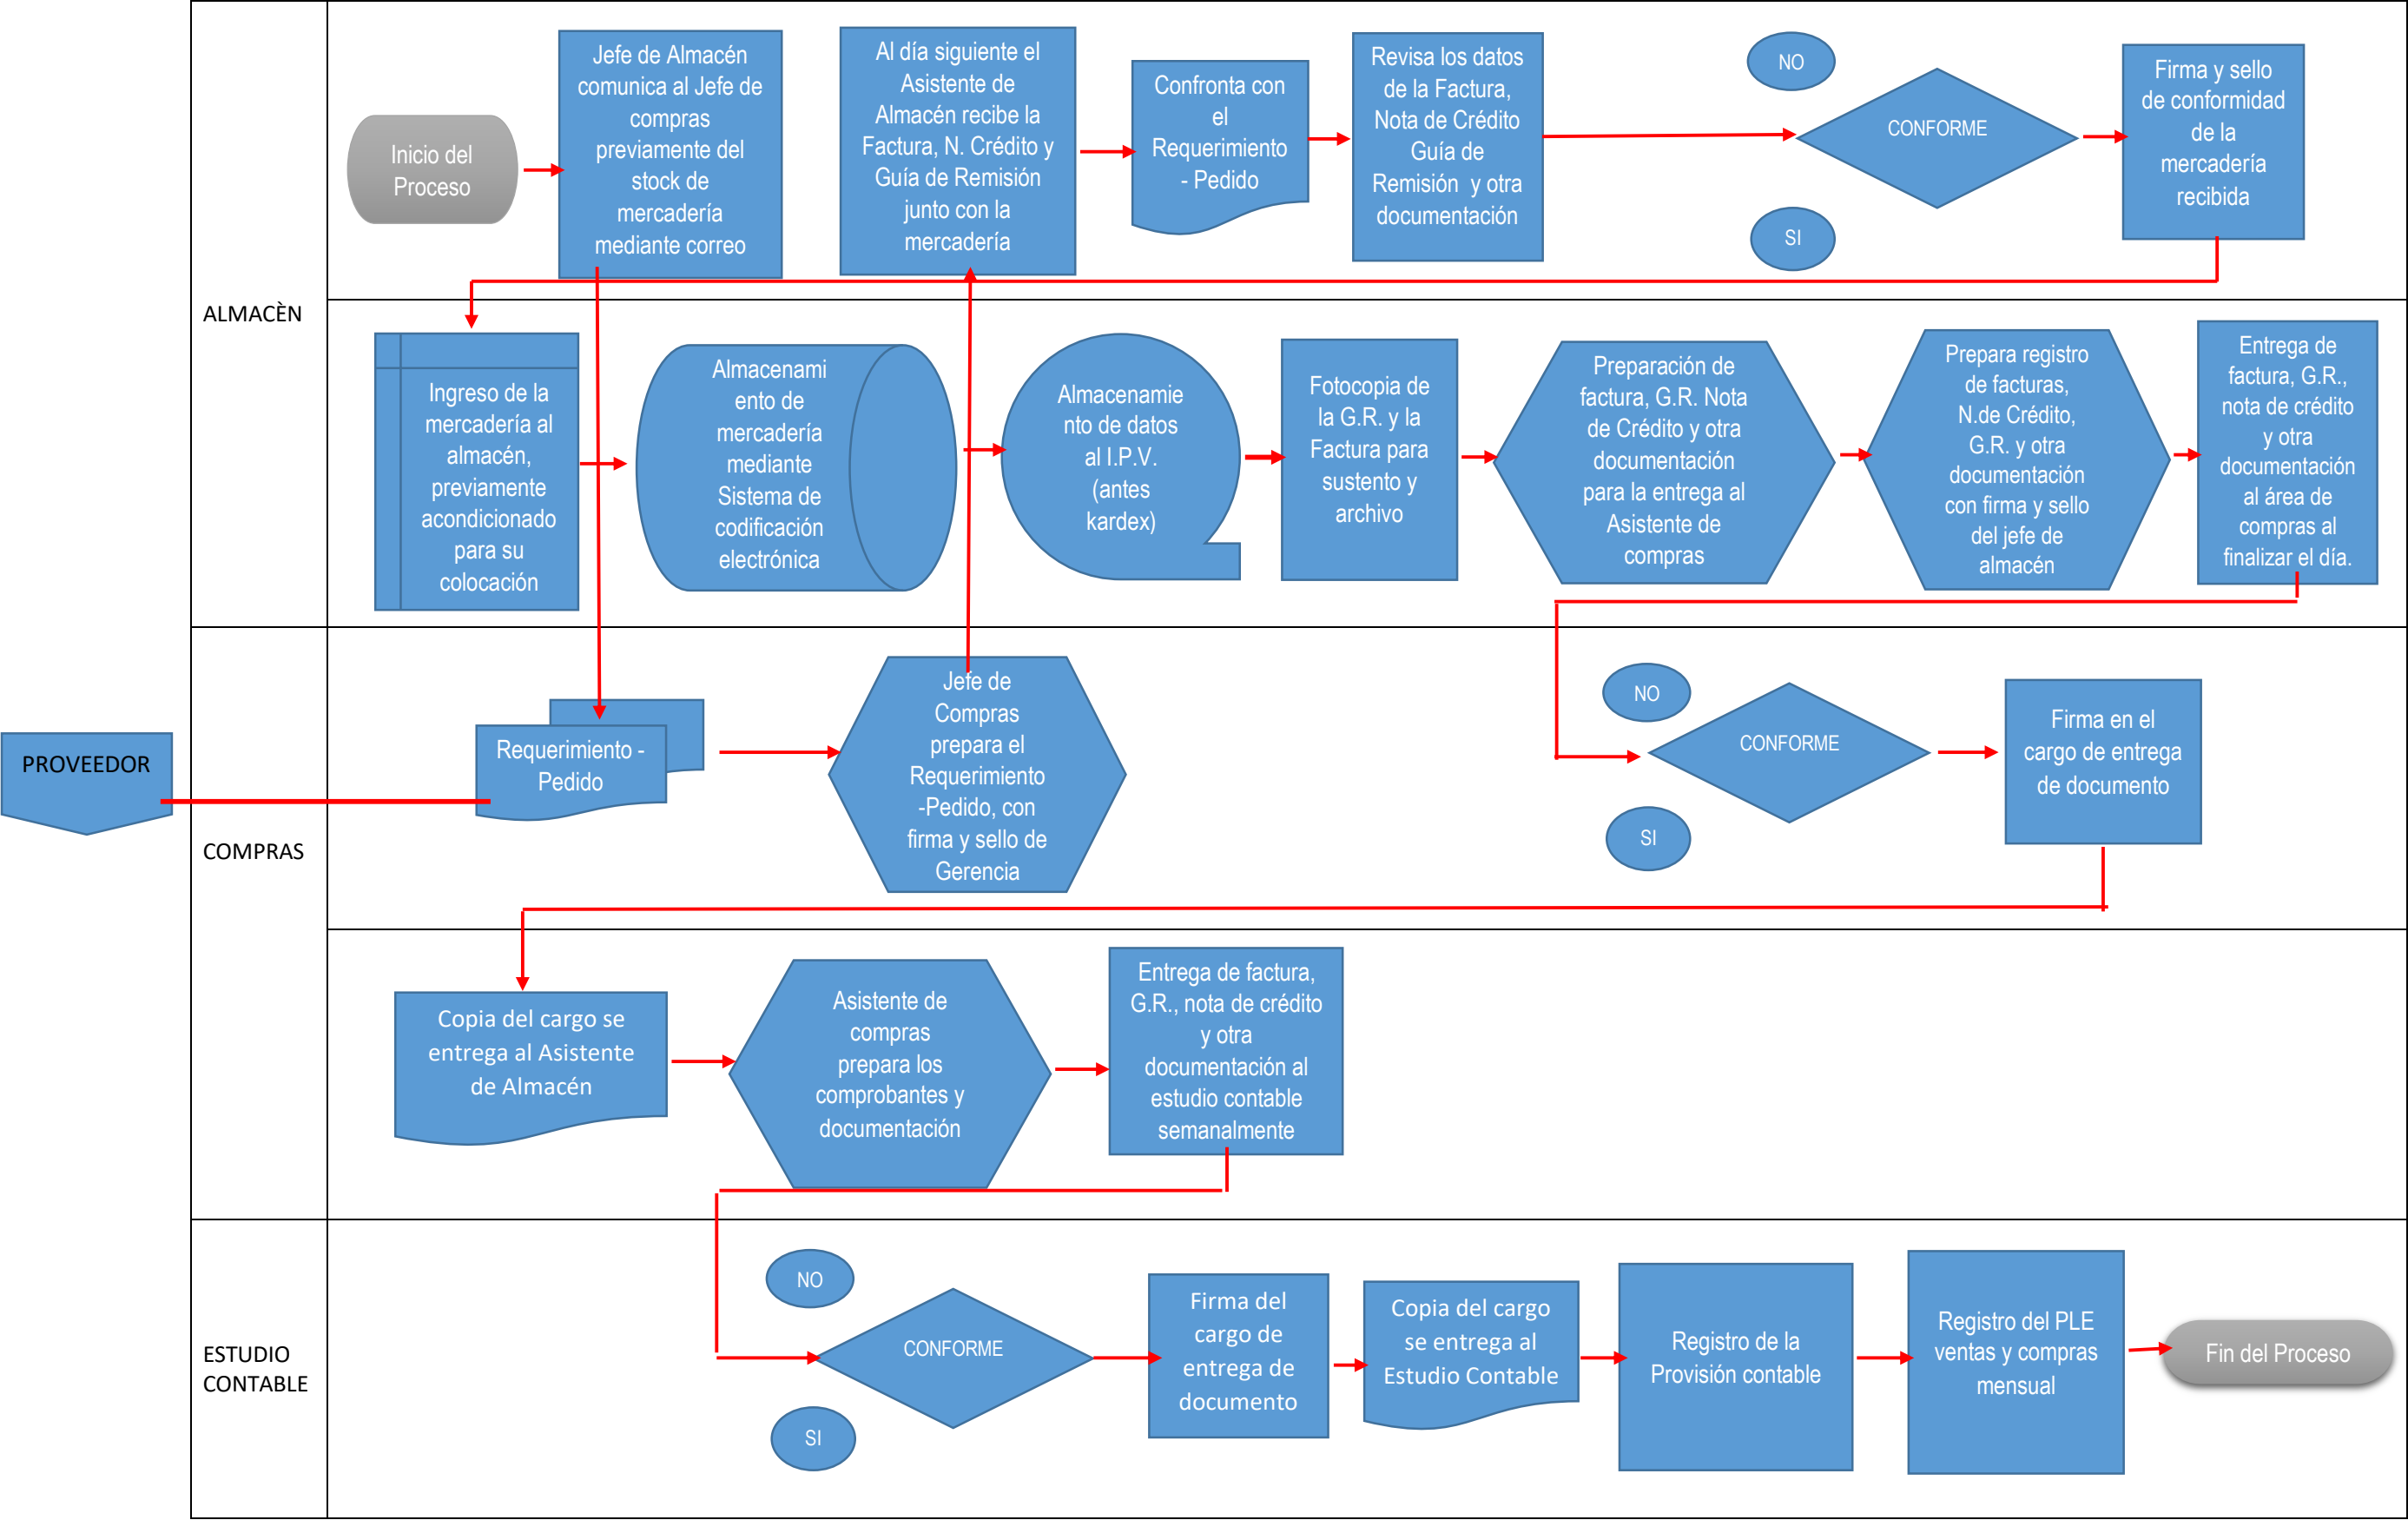 Inicio del
Proceso
Jefe de Almacén
comunica al Jefe de
compras
previamente del
stock de
mercadería
mediante correo
Al día siguiente el
Asistente de
Almacén recibe la
Factura, N. Crédito y
Guía de Remisión
junto con la
mercadería
Confronta con
el
Requerimiento
- Pedido
Revisa los datos
de la Factura,
Nota de Crédito
Guía de
Remisión y otra
documentación
NO
CONFORME
SI
Firma y sello
de conformidad
de la
mercadería
recibida
ALMACÈN
Ingreso de la
mercadería al
almacén,
previamente
acondicionado
para su
colocación
Almacenami
ento de
mercadería
mediante
Sistema de
codificación
electrónica
Almacenamie
nto de datos
al I.P.V.
(antes
kardex)
Fotocopia de
la G.R. y la
Factura para
sustento y
archivo
Preparación de
factura, G.R. Nota
de Crédito y otra
documentación
para la entrega al
Asistente de
compras
Prepara registro
de facturas,
N.de Crédito,
G.R. y otra
documentación
con firma y sello
del jefe de
almacén
Entrega de
factura, G.R.,
nota de crédito
y otra
documentación
al área de
compras al
finalizar el día.
PROVEEDOR
COMPRAS
Requerimiento -
Pedido
Jefe de
Compras
prepara el
Requerimiento
-Pedido, con
firma y sello de
Gerencia
NO
CONFORME
SI
Firma en el
cargo de entrega
de documento
Copia del cargo se
entrega al Asistente
de Almacén
Asistente de
compras
prepara los
comprobantes y
documentación
Entrega de factura,
G.R., nota de crédito
y otra
documentación al
estudio contable
semanalmente
ESTUDIO
CONTABLE
NO
CONFORME
SI
Firma del
cargo de
entrega de
documento
Copia del cargo
se entrega al
Estudio Contable
Registro de la
Provisión contable
Registro del PLE
ventas y compras
mensual
Fin del Proceso